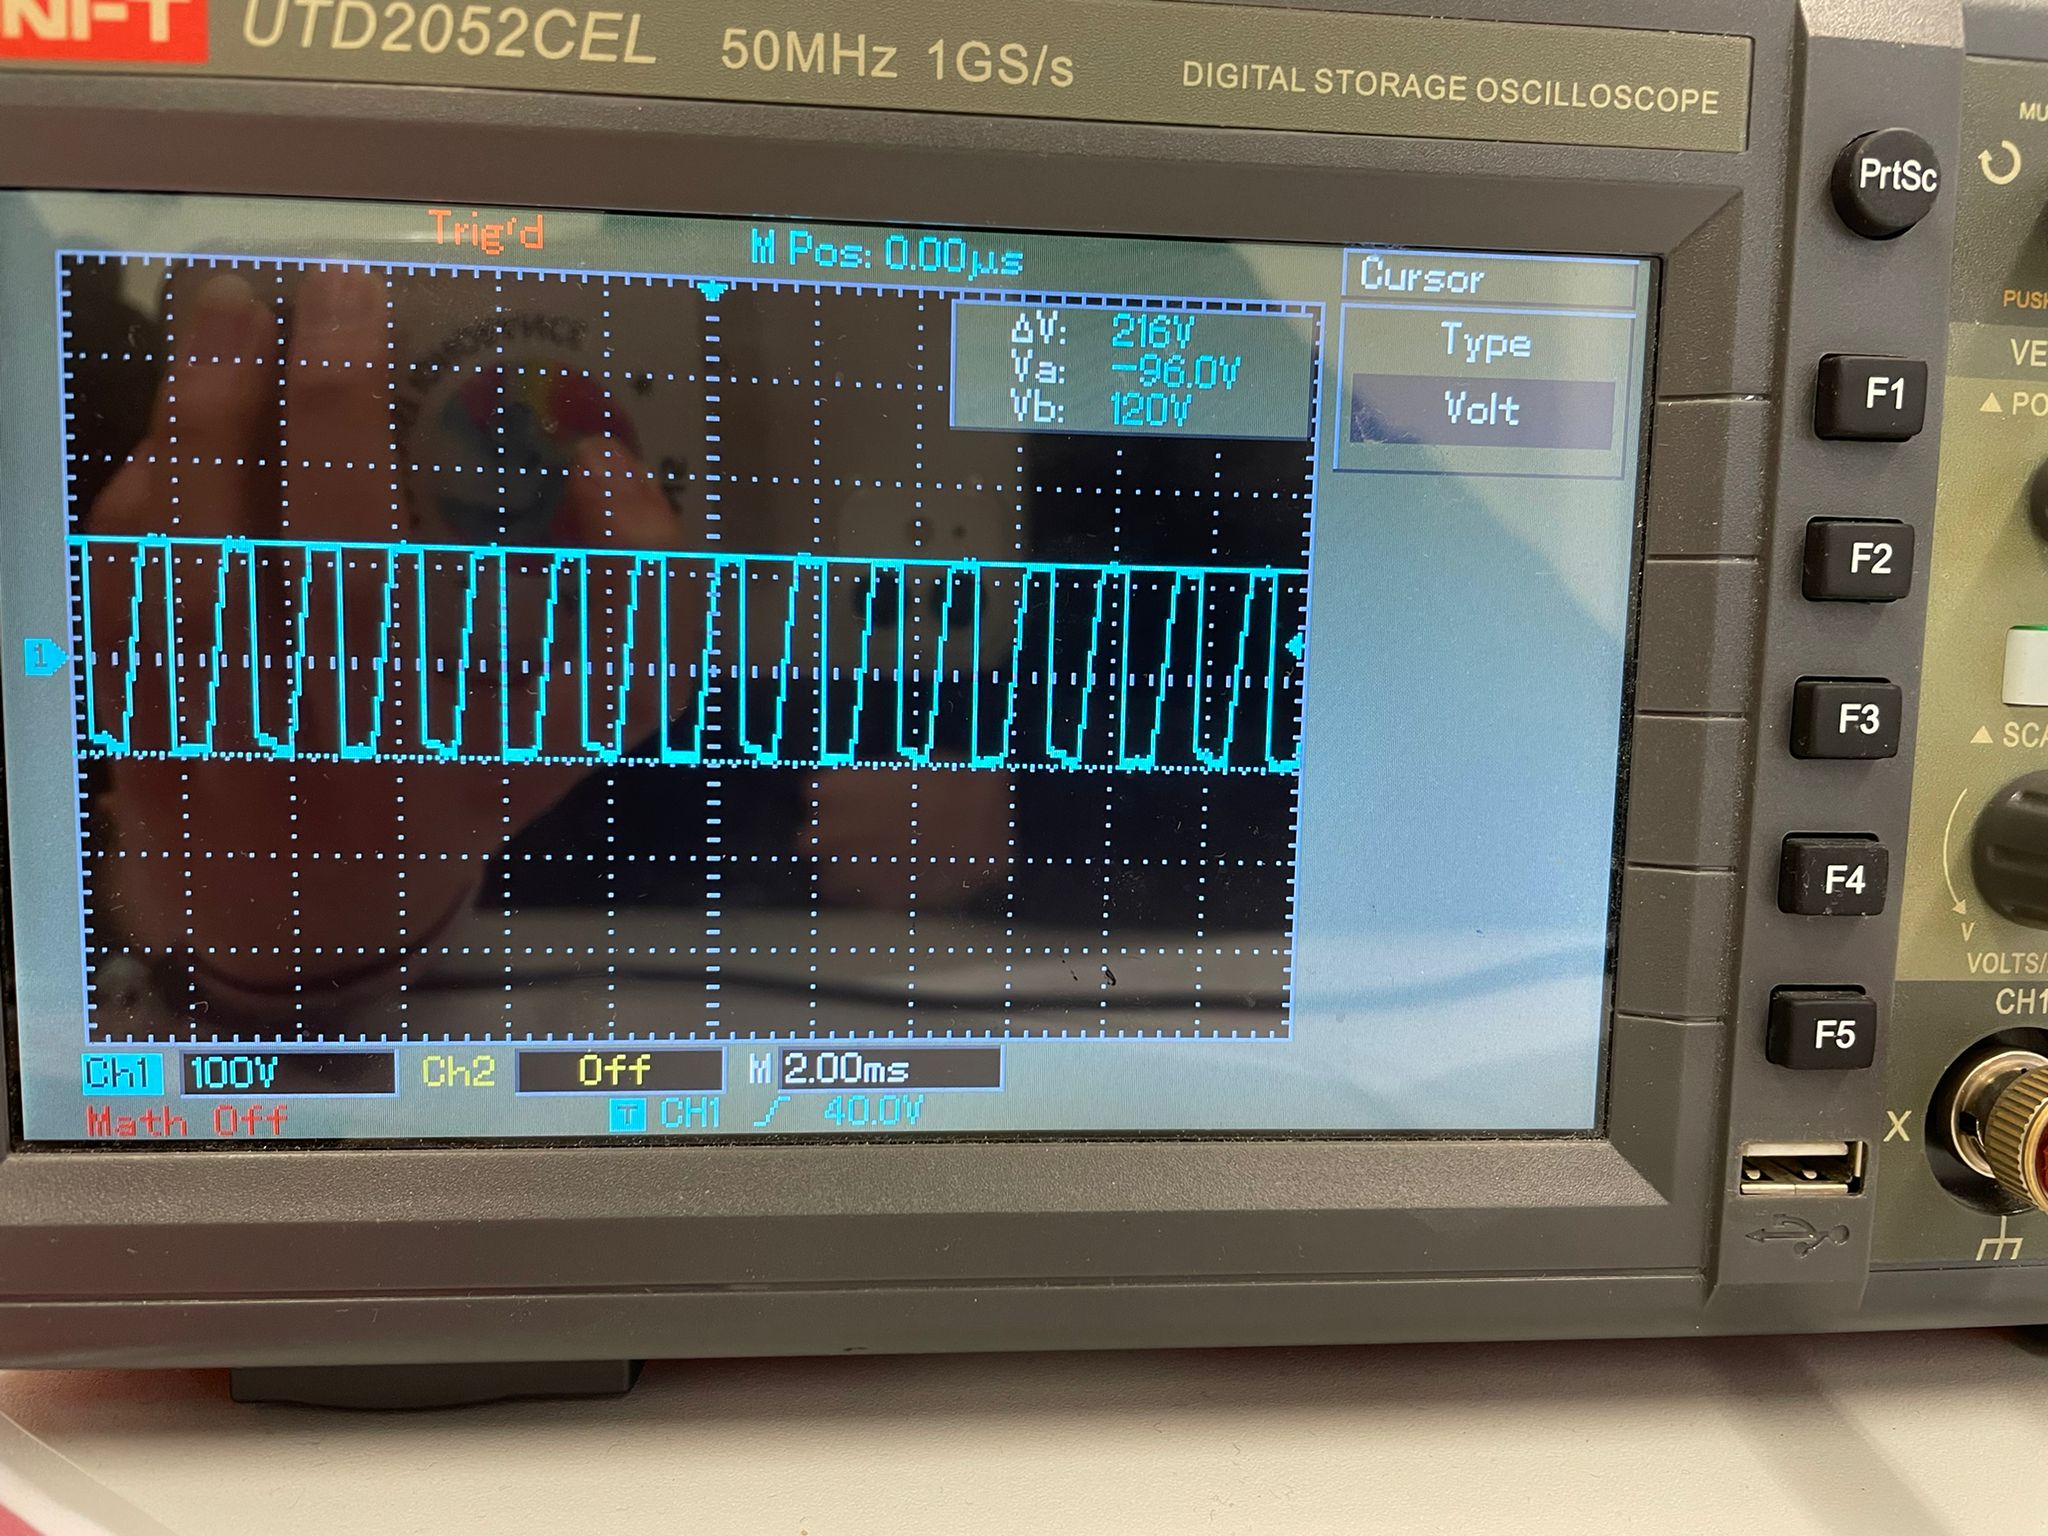 UNI-T UTD2052CEL 50MHz 1GS/s DIGITAL STORAGE OSCILLOSCOPE
Trig'd M Pos: 0.00µs
ΔV: 216V
Va: -96.0V
Vb: 120V
Cursor
Type
Volt
1
Ch1 100V Ch2 Off M 2.00ms
Math Off T CH1 40.0V
PrtSc
F1
F2
F3
F4
F5
V
VOLTS/
CH1
X